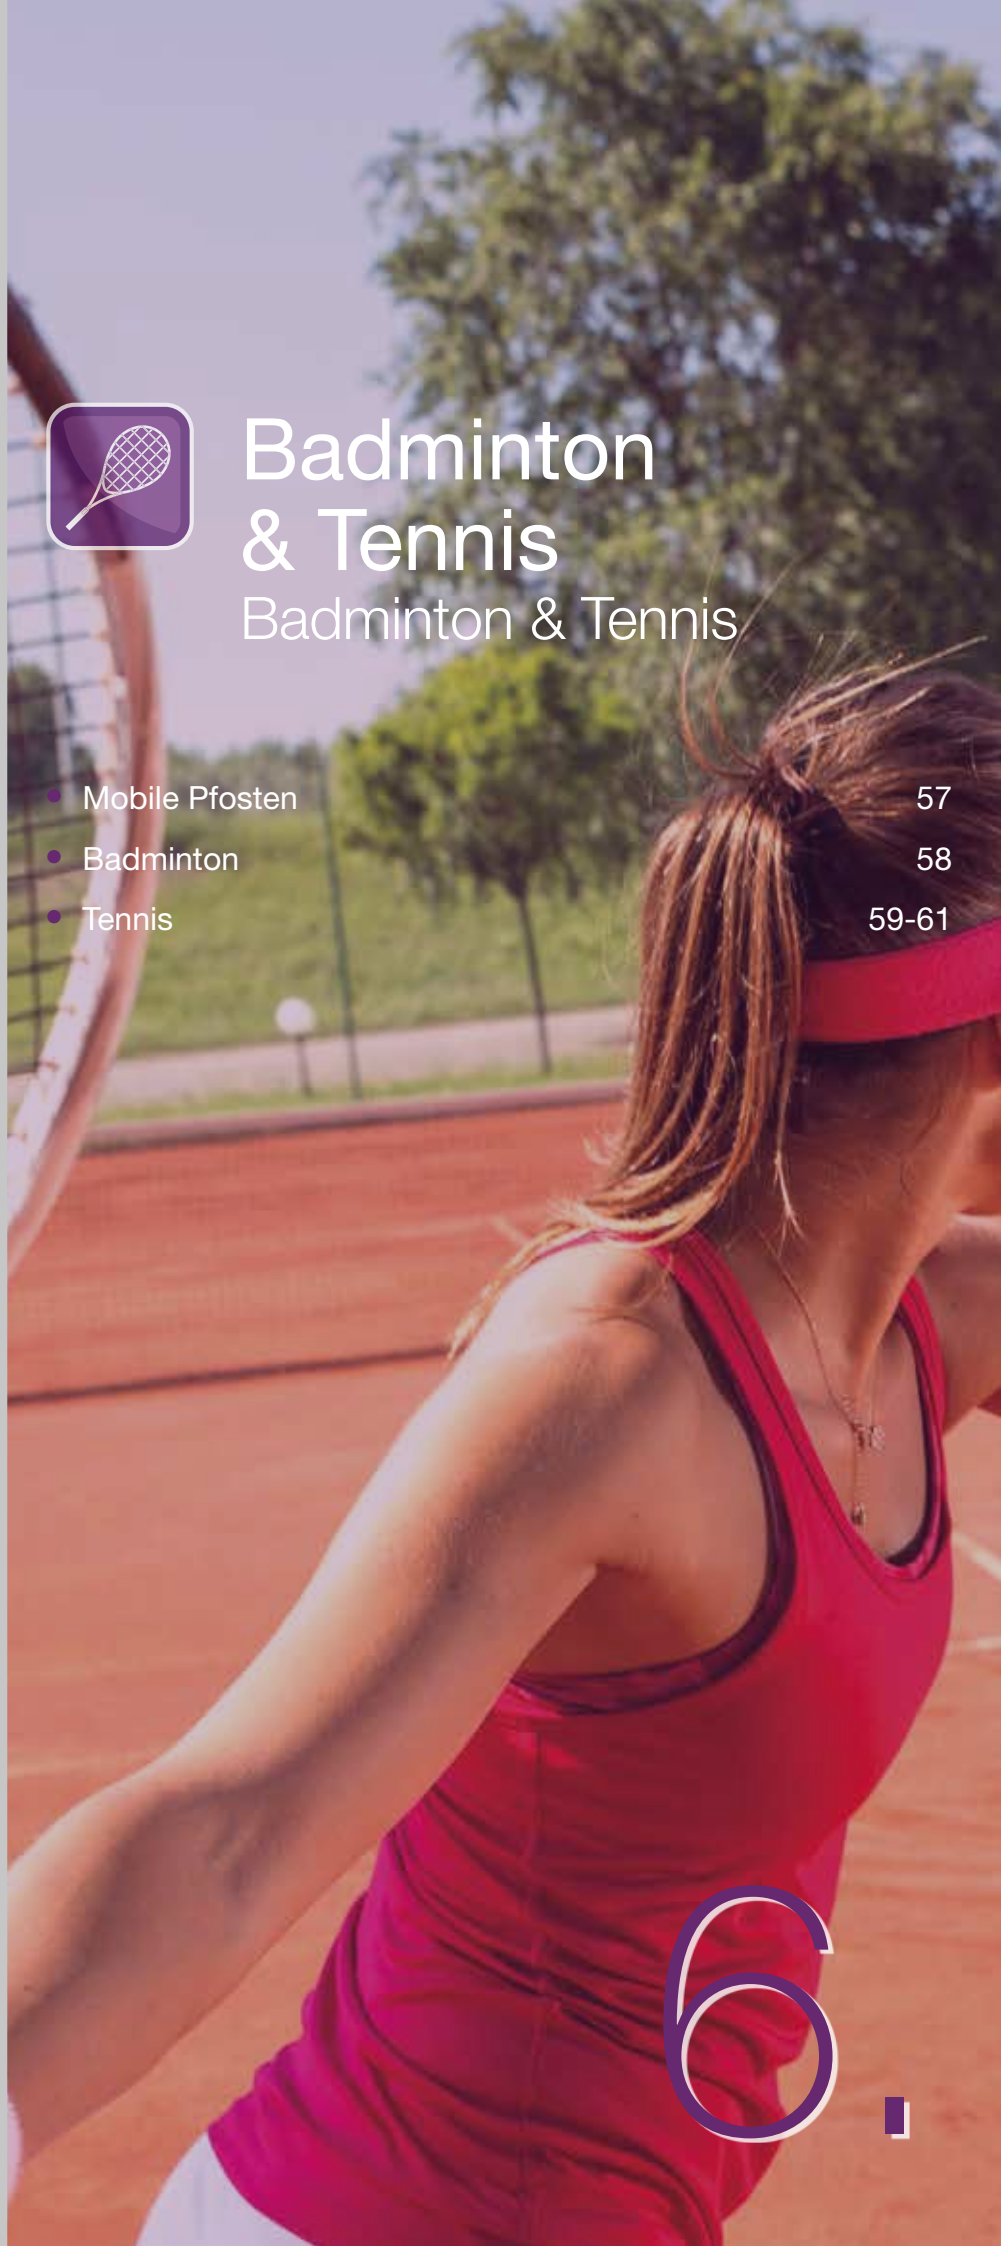 Badminton
& Tennis
Badminton & Tennis
Mobile Pfosten 57
Badminton 58
Tennis 59-61
6.